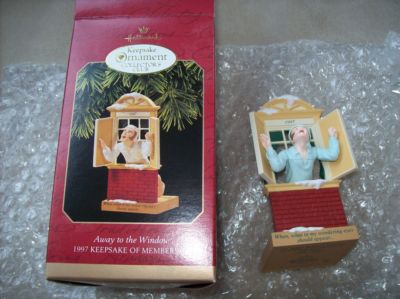 Hallmark
Keepsake
Ornament
COLLECTOR'S
CLUB
Away to the Window
1997 KEEPSAKE OF MEMBERSHIP
1997
When, what to my wondering eyes
should appear...